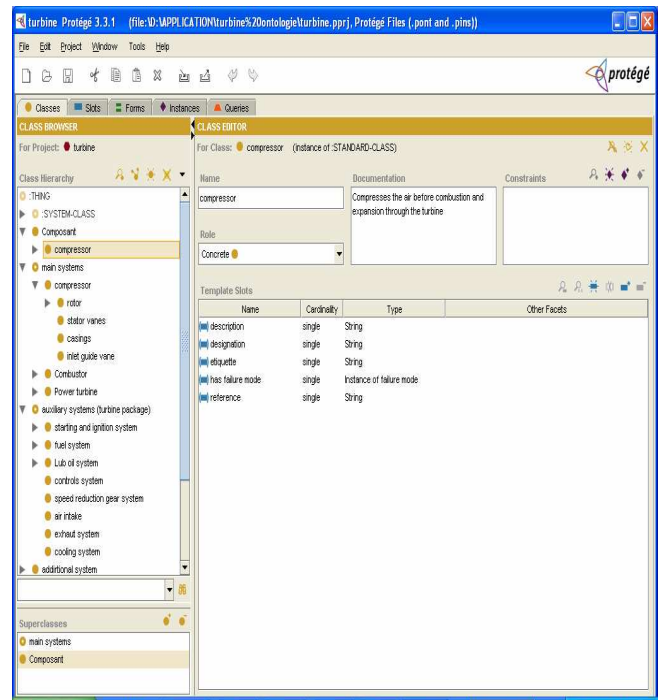 turbine Protégé 3.3.1 (file:\D:\APPLICATION\turbine%20ontologie\turbine.pprj, Protégé Files (.pont and .pins))
File Edit Project Window Tools Help
protégé
Classes Slots Forms Instances Queries
CLASS BROWSER
For Project: turbine
Class Hierarchy
:THING
:SYSTEM-CLASS
Composant
compressor
main systems
compressor
rotor
stator vanes
casings
inlet guide vane
Combustor
Power turbine
auxiliary systems (turbine package)
starting and ignition system
fuel system
Lub oil system
controls system
speed reduction gear system
air intake
exhaut system
cooling system
addirtional system
Superclasses
main systems
Composant
CLASS EDITOR
For Class: compressor (instance of :STANDARD-CLASS)
Name
compressor
Role
Concrete
Documentation
Compresses the air before combustion and
expansion through the turbine
Constraints
Template Slots
Name Cardinality Type Other Facets
description single String
designation single String
etiquette single String
has failure mode single Instance of failure mode
reference single String